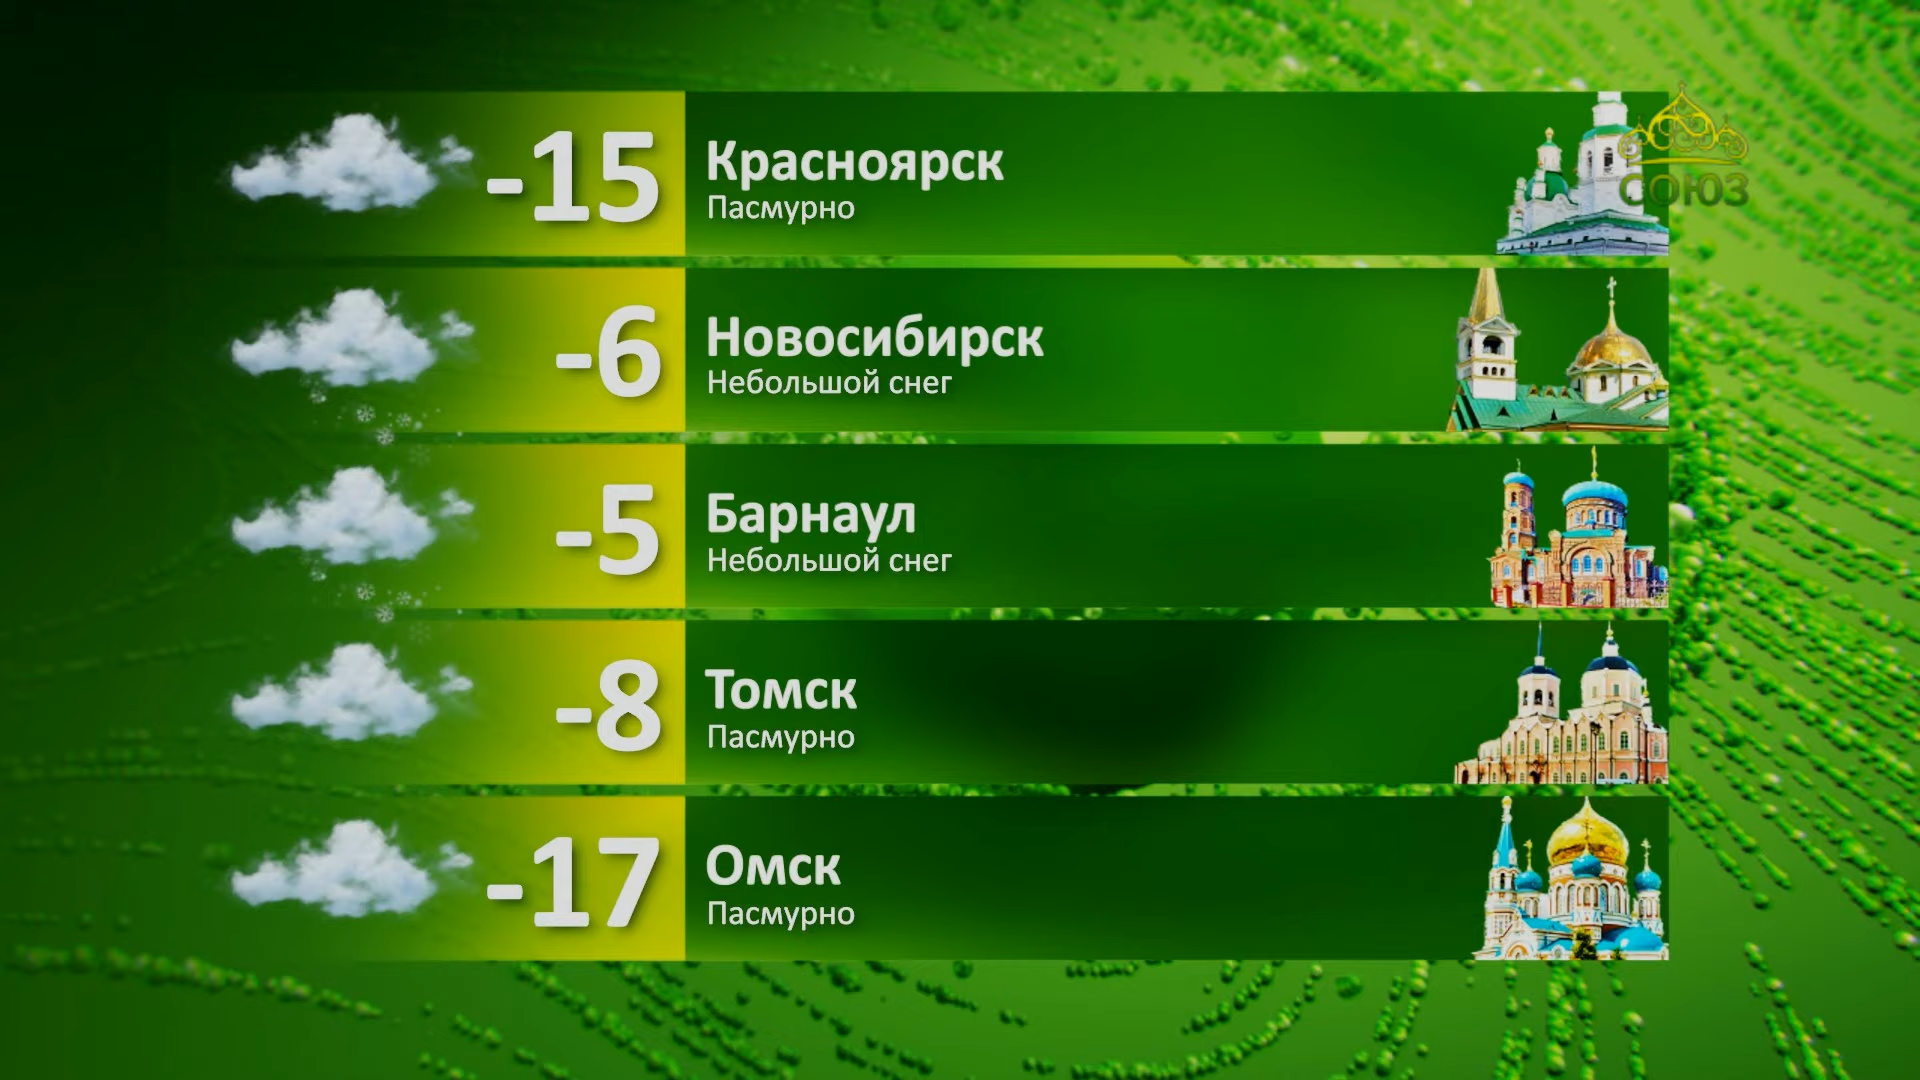 СОЮЗ
-15
Красноярск
Пасмурно
-6
Новосибирск
Небольшой снег
-5
Барнаул
Небольшой снег
-8
Томск
Пасмурно
-17
Омск
Пасмурно